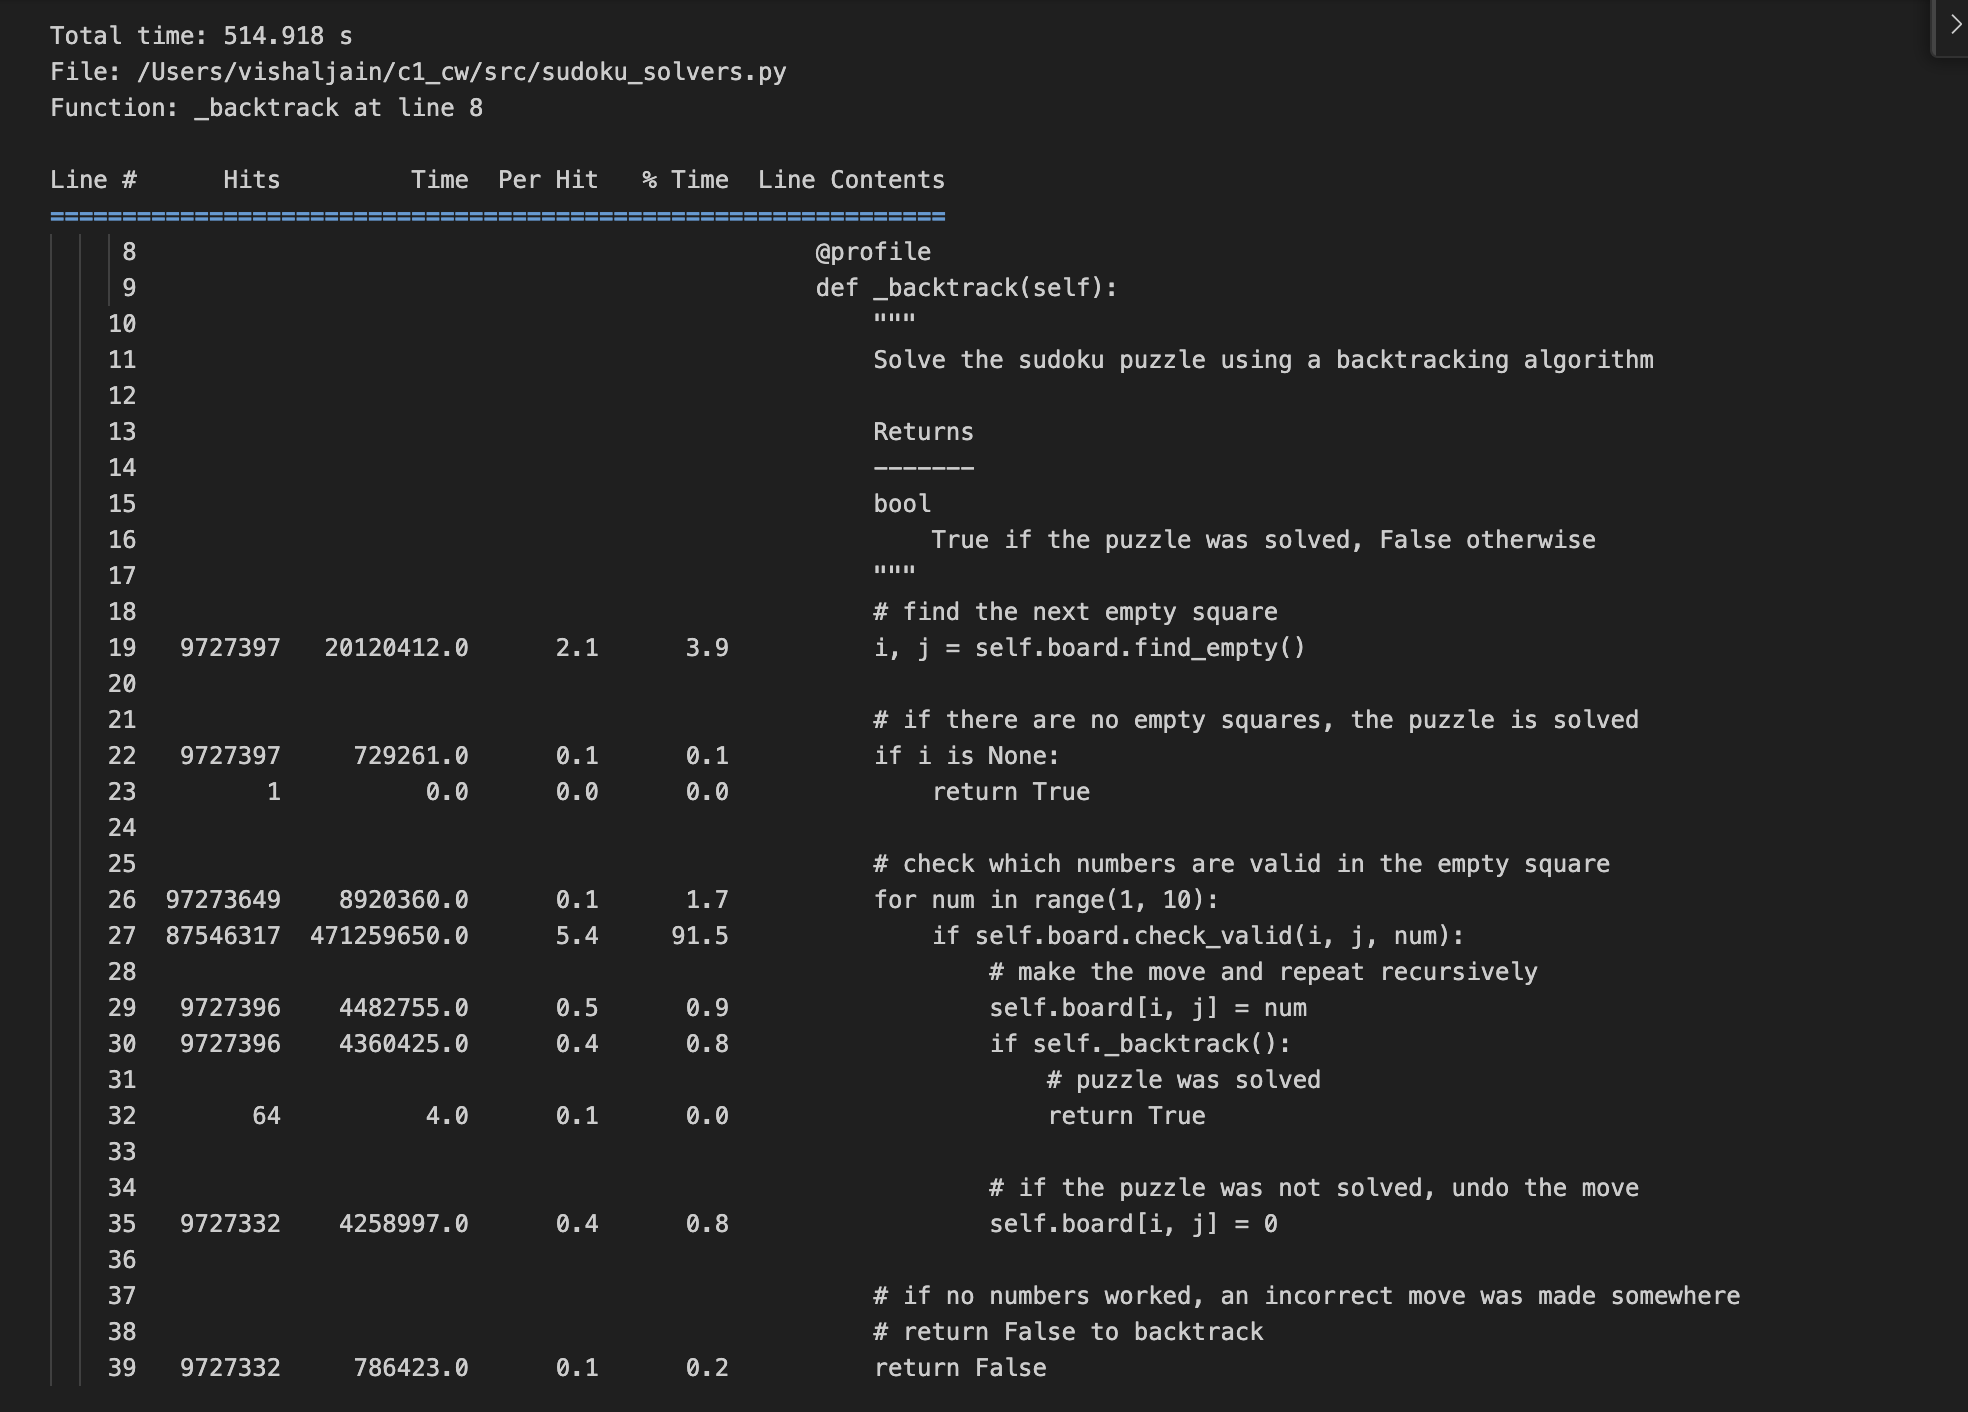 Total time: 514.918 s
File: /Users/vishaljain/c1_cw/src/sudoku_solvers.py
Function: _backtrack at line 8

Line #      Hits         Time  Per Hit   % Time  Line Contents
==============================================================
     8                                               @profile
     9                                               def _backtrack(self):
    10                                                   """
    11                                                   Solve the sudoku puzzle using a backtracking algorithm
    12
    13                                                   Returns
    14                                                   -------
    15                                                   bool
    16                                                       True if the puzzle was solved, False otherwise
    17                                                   """
    18                                                   # find the next empty square
    19   9727397   20120412.0      2.1      3.9          i, j = self.board.find_empty()
    20
    21                                                   # if there are no empty squares, the puzzle is solved
    22   9727397     729261.0      0.1      0.1          if i is None:
    23         1          0.0      0.0      0.0              return True
    24
    25                                                   # check which numbers are valid in the empty square
    26  97273649    8920360.0      0.1      1.7          for num in range(1, 10):
    27  87546317  471259650.0      5.4     91.5              if self.board.check_valid(i, j, num):
    28                                                           # make the move and repeat recursively
    29   9727396    4482755.0      0.5      0.9                  self.board[i, j] = num
    30   9727396    4360425.0      0.4      0.8                  if self._backtrack():
    31                                                               # puzzle was solved
    32        64          4.0      0.1      0.0                      return True
    33
    34                                                           # if the puzzle was not solved, undo the move
    35   9727332    4258997.0      0.4      0.8                  self.board[i, j] = 0
    36
    37                                                   # if no numbers worked, an incorrect move was made somewhere
    38                                                   # return False to backtrack
    39   9727332     786423.0      0.1      0.2          return False